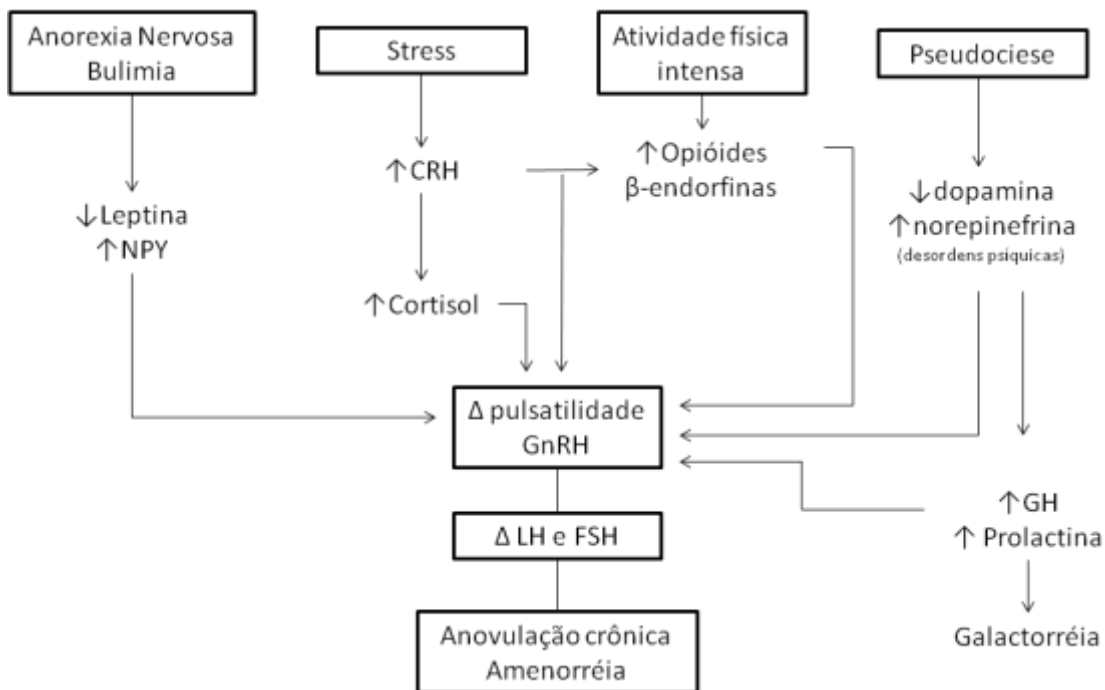 Anorexia Nervosa
Bulimia
Stress
Atividade física
intensa
Pseudociese
↑CRH
↑Opióides
β-endorfinas
↓Leptina
↑NPY
↓dopamina
↑norepinefrina
(desordens psíquicas)
↑Cortisol
Δ pulsatilidade
GnRH
↑GH
↑ Prolactina
Δ LH e FSH
Galactorréia
Anovulação crônica
Amenorréia